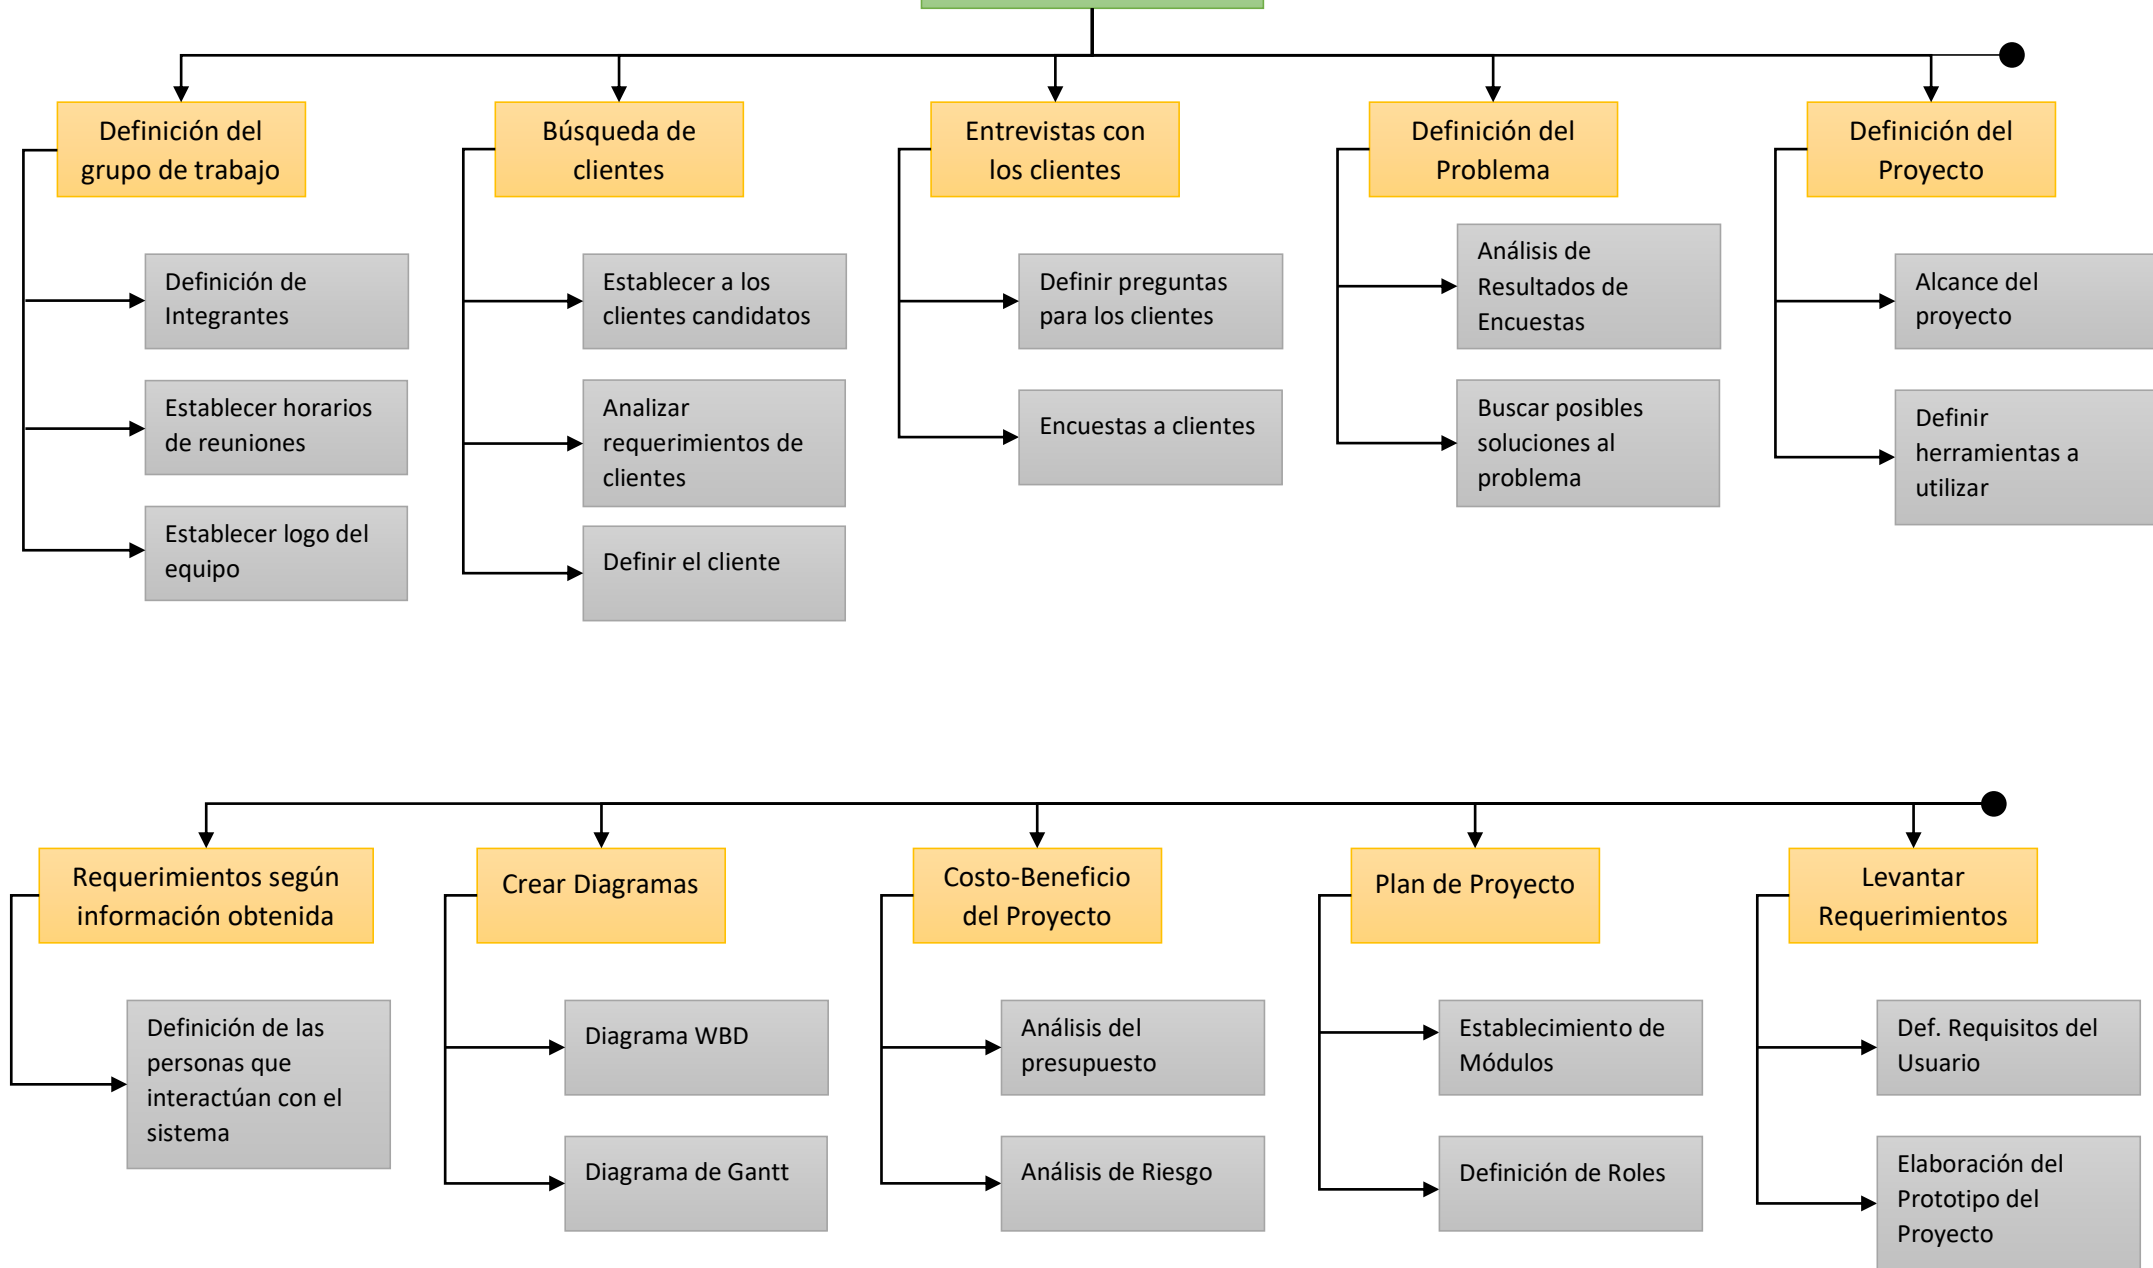 Definición del
grupo de trabajo
Búsqueda de
clientes
Entrevistas con
los clientes
Definición del
Problema
Definición del
Proyecto
Definición de
Integrantes
Establecer horarios
de reuniones
Establecer logo del
equipo
Establecer a los
clientes candidatos
Analizar
requerimientos de
clientes
Definir el cliente
Definir preguntas
para los clientes
Encuestas a clientes
Análisis de
Resultados de
Encuestas
Buscar posibles
soluciones al
problema
Alcance del
proyecto
Definir
herramientas a
utilizar
Requerimientos según
información obtenida
Crear Diagramas
Costo-Beneficio
del Proyecto
Plan de Proyecto
Levantar
Requerimientos
Definición de las
personas que
interactúan con el
sistema
Diagrama WBD
Diagrama de Gantt
Análisis del
presupuesto
Análisis de Riesgo
Establecimiento de
Módulos
Definición de Roles
Def. Requisitos del
Usuario
Elaboración del
Prototipo del
Proyecto